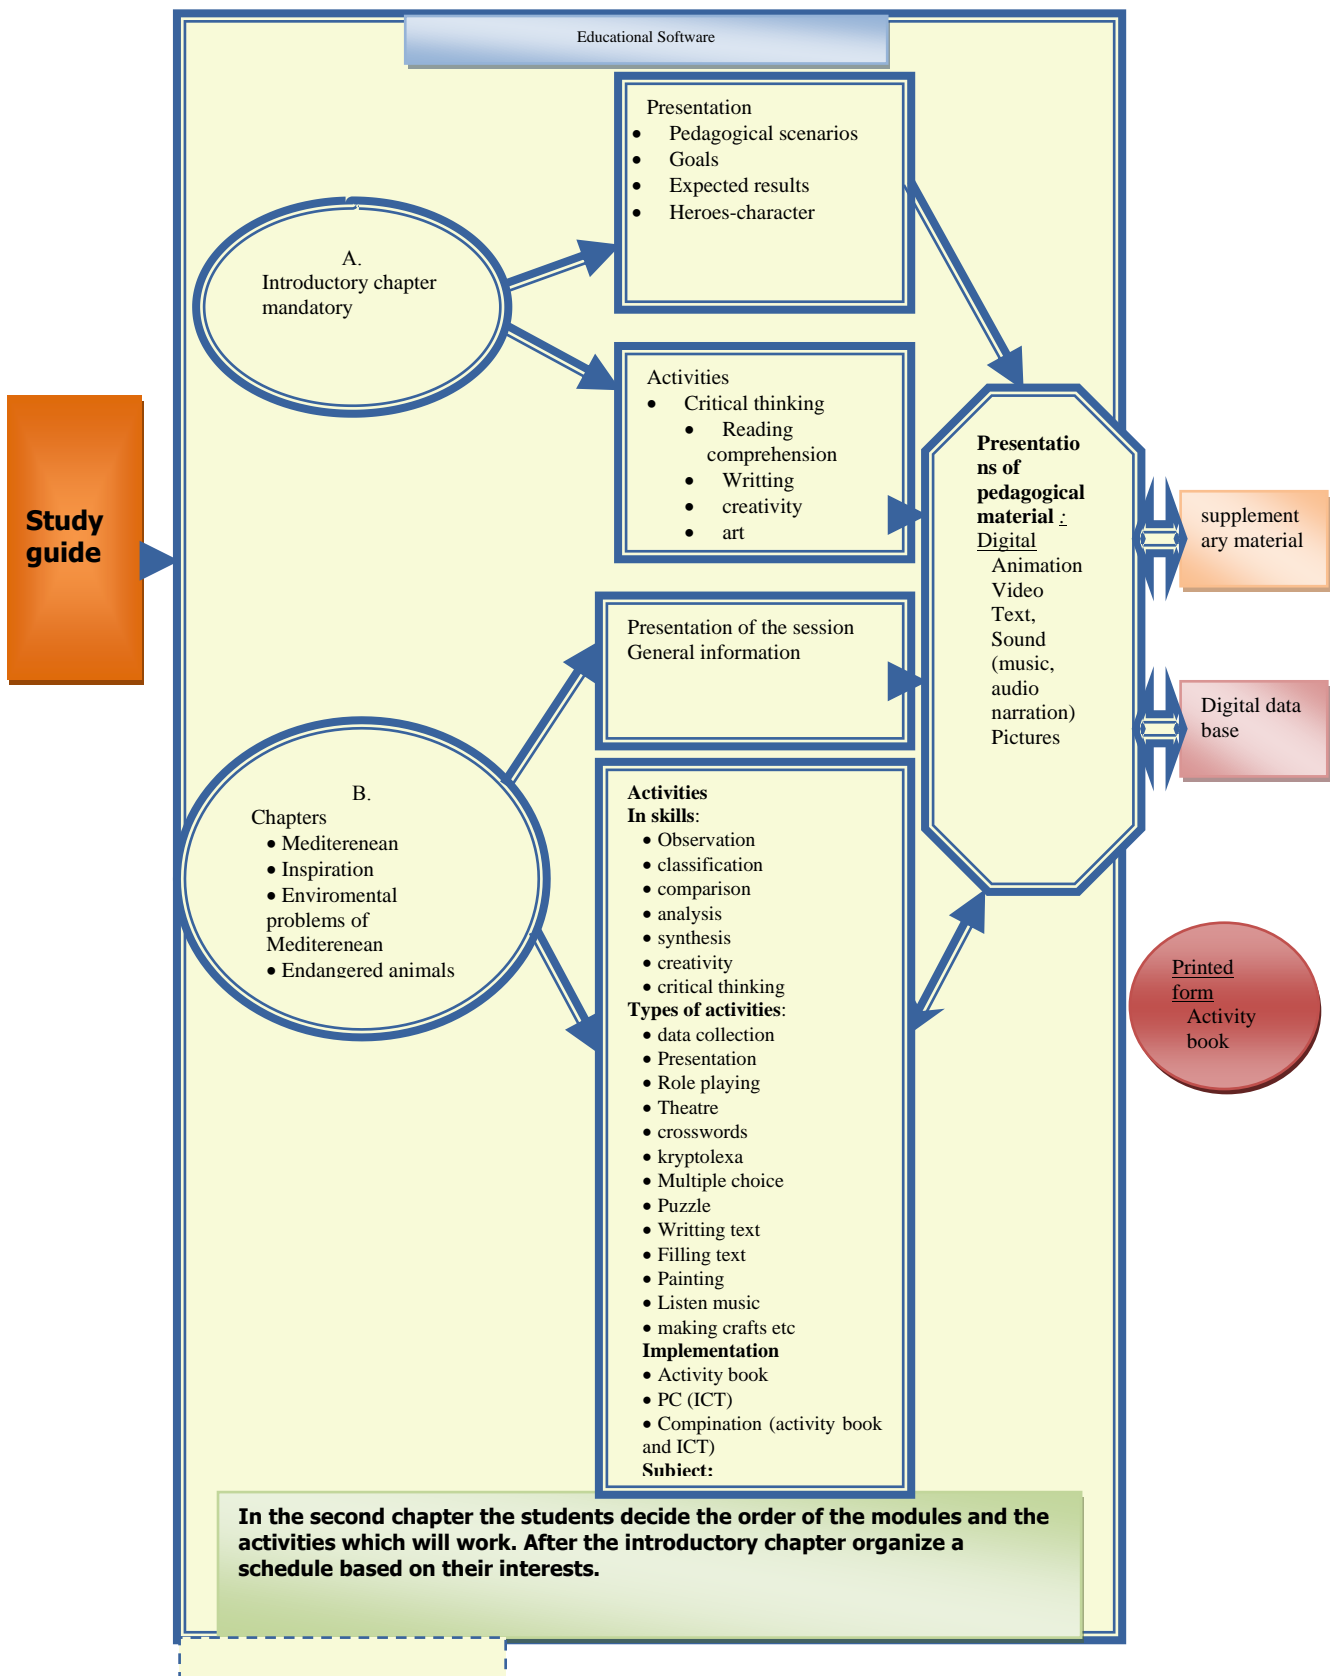 Educational Software
Presentation
• Pedagogical scenarios
• Goals
• Expected results
• Heroes-character
A.
Introductory chapter
mandatory
Activities
• Critical thinking
• Reading
comprehension
• Writting
• creativity
• art
Study
guide
Presentatio
ns of
pedagogical
material :
Digital
Animation
Video
Text,
Sound
(music,
audio
narration)
Pictures
supplement
ary material
Presentation of the session
General information
Digital data
base
B.
Chapters
• Mediterenean
• Inspiration
• Enviromental
problems of
Mediterenean
• Endangered animals
Activities
In skills:
• Observation
• classification
• comparison
• analysis
• synthesis
• creativity
• critical thinking
Types of activities:
• data collection
• Presentation
• Role playing
• Theatre
• crosswords
• kryptolexa
• Multiple choice
• Puzzle
• Writting text
• Filling text
• Painting
• Listen music
• making crafts etc
Implementation
• Activity book
• PC (ICT)
• Compination (activity book
and ICT)
Subject:
Printed
form
Activity
book
In the second chapter the students decide the order of the modules and the
activities which will work. After the introductory chapter organize a
schedule based on their interests.